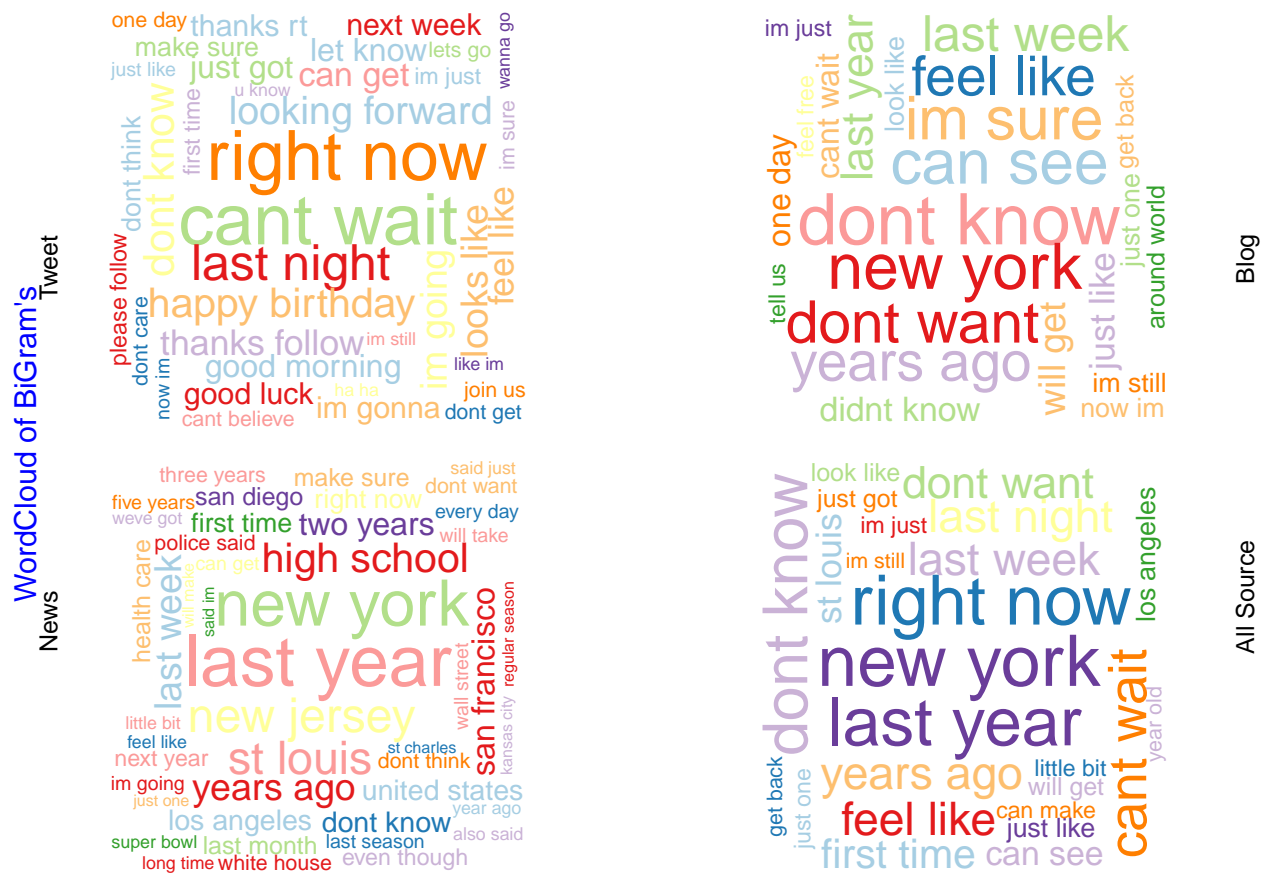 WordCloud of BiGram's
Tweet
one day
thanks rt
next week
wanna go
make sure
let know
lets go
just like
just got
can get
im just
u know
looking forward
dont think
dont know
first time
right now
im sure
cant wait
last night
looks like
feel like
please follow
dont care
happy birthday
im going
thanks follow
im still
now im
good morning
like im
good luck
ha ha
join us
cant believe
im gonna
dont get
Blog
im just
last year
last week
look like
feel like
feel free
cant wait
im sure
get back
can see
one day
dont know
just one
around world
new york
tell us
dont want
just like
years ago
will get
im still
now im
didnt know
News
three years
make sure
said just
dont want
five years
san diego
right now
every day
weve got
first time
two years
will take
police said
can get
high school
health care
last week
will make
said im
new york
san francisco
regular season
last year
wall street
kansas city
little bit
new jersey
feel like
next year
st louis
st charles
dont think
im going
years ago
united states
just one
year ago
los angeles
dont know
super bowl
last month
last season
also said
long time
white house
even though
All Source
dont know
look like
dont want
just got
st louis
im just
last night
los angeles
im still
last week
right now
new york
cant wait
last year
year old
years ago
little bit
will get
get back
just one
feel like
can make
just like
first time
can see